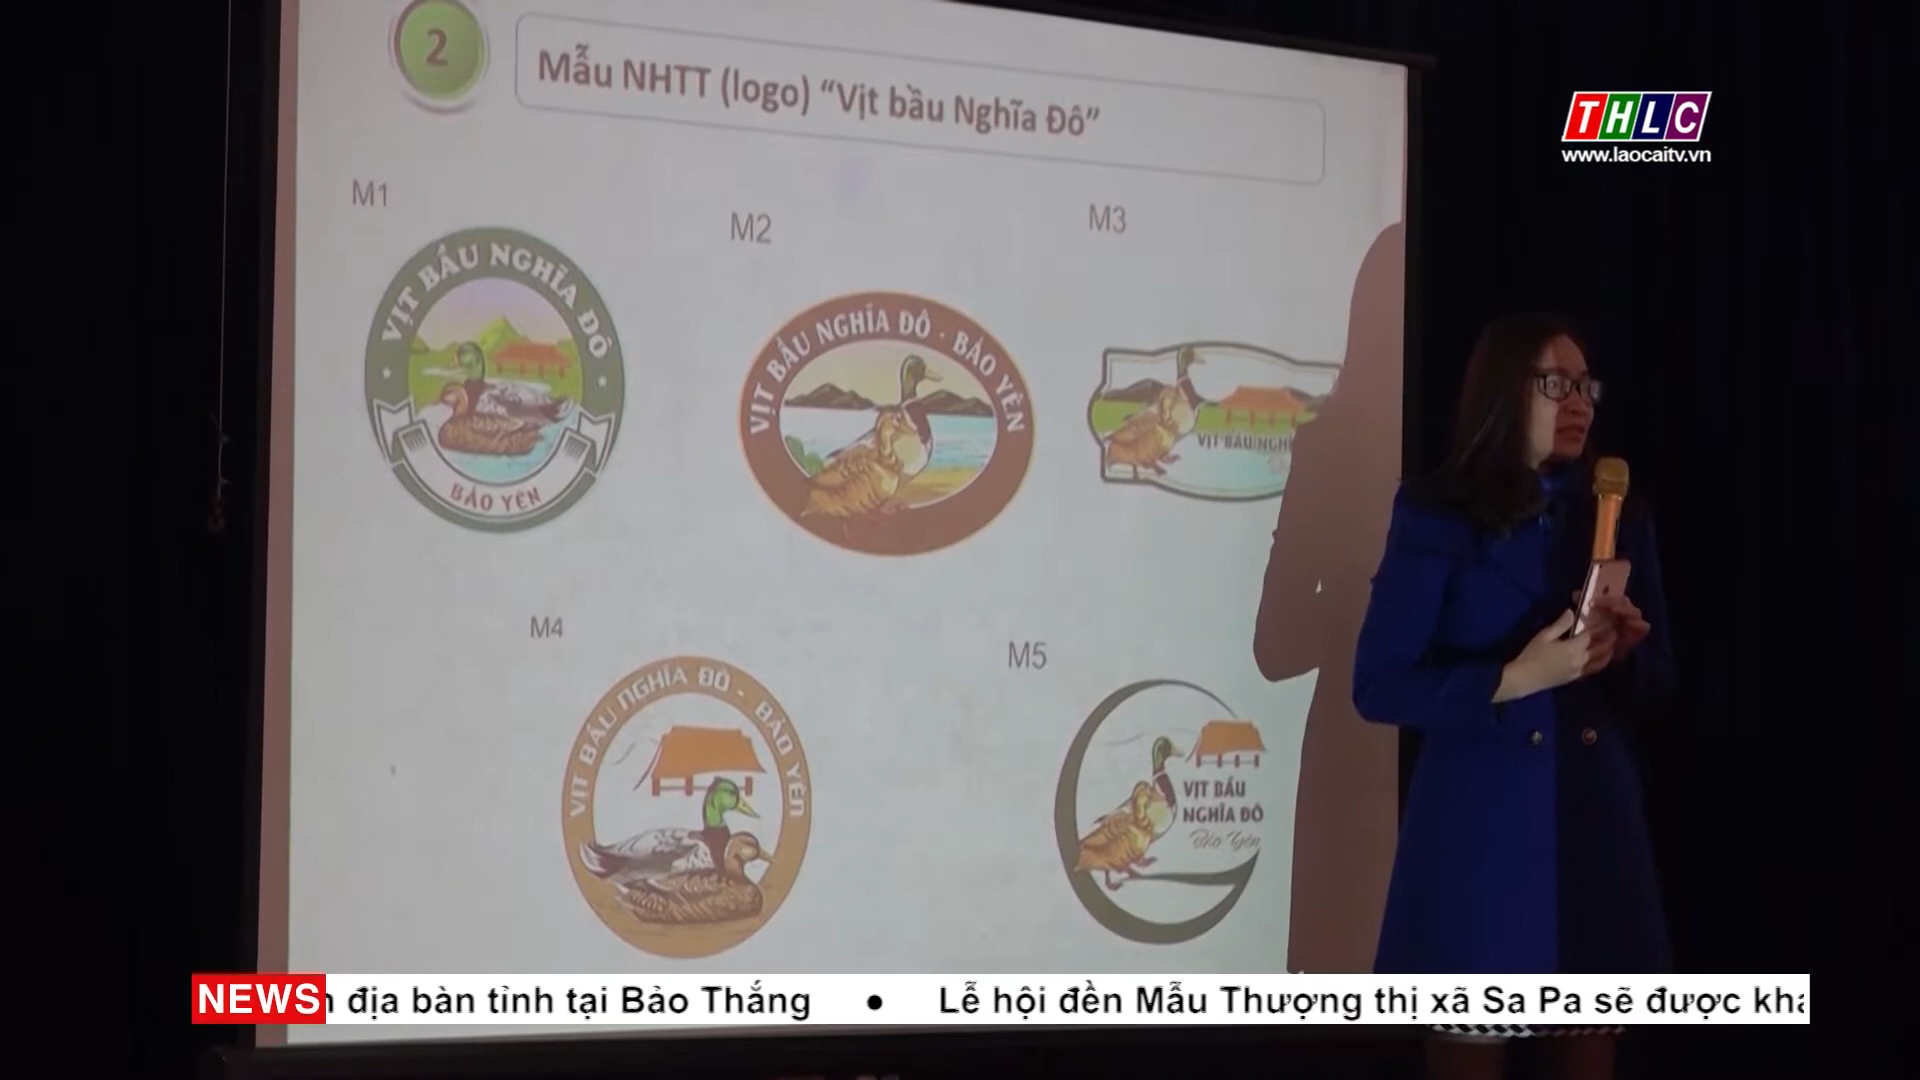 2
Mẫu NHTT (logo) “Vịt bầu Nghĩa Đô”
THLC
www.laocaitv.vn
M1
M2
M3
VỊT BẦU NGHĨA ĐÔ
BẢO YÊN
VỊT BẦU NGHĨA ĐÔ - BẢO YÊN
VỊT BẦU NGH
M4
M5
VỊT BẦU NGHĨA ĐÔ - BẢO YÊN
VỊT BẦU
NGHĨA ĐÔ
Bảo Yên
NEWS
địa bàn tỉnh tại Bảo Thắng • Lễ hội đền Mẫu Thượng thị xã Sa Pa sẽ được kha